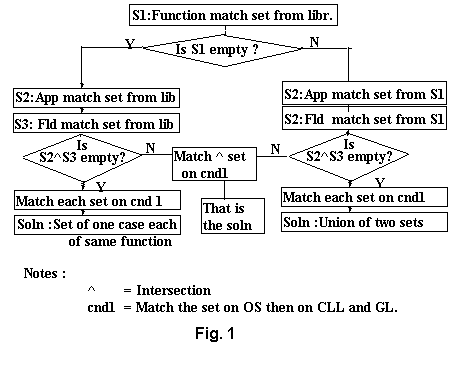 S1:Function match set from libr.
Is S1 empty ?
Y
N
S2:App match set from lib
S3: Fld match set from lib
S2:App match set from S1
S2:Fld match set from S1
Is
S2^S3 empty?
N
Y
Match ^ set
on cnd1
N
Is
S2^S3 empty?
Y
Match each set on cnd 1
That is
the soln
Match each set on cnd1
Soln :Set of one case each
of same function
Soln :Union of two sets
Notes :
^ = Intersection
cnd1 = Match the set on OS then on CLL and GL.
Fig. 1